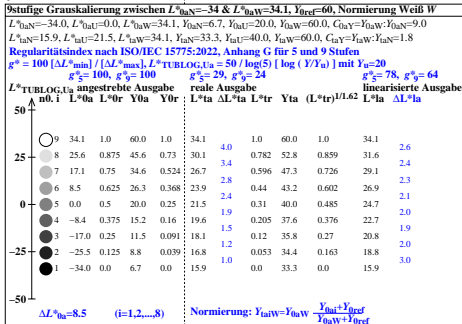 9stufige Grauskalierung zwischen L*0aN=−34 & L*0aW=34.1, Y0ref=60, Normierung Weiß W
L*0aN=−34.0, L*0aU=0.0, L*0aW=34.1, Y0aN=6.7, Y0aU=20.0, Y0aW=60.0, C0aY=Y0aW:Y0aN=9.0
L*taN=15.9, L*taU=21.5, L*taW=34.1, YtaN=33.3, YtaU=40.0, YtaW=60.0, CtaY=YtaW:YtaN=1.8
Regularitätsindex nach ISO/IEC 15775:2022, Anhang G für 5 und 9 Stufen
g* = 100 [ΔL*min] / [ΔL*max], L*TUBLOG,Ua = 50 / log(5) [ log ( Y/Yu) ] mit Yu=20
g*5= 100, g*9= 100 g*5= 29, g*9= 24 g*5= 78, g*9= 64
L*TUBLOG,Ua angestrebte Ausgabe reale Ausgabe linearisierte Ausgabe
n0. i L*0a L*0r Y0a Y0r L*ta ΔL*ta L*tr Yta (L*tr)1/1.62 L*la ΔL*la
50
9 34.1 1.0 60.0 1.0 34.1 1.0 60.0 1.0 34.1
4.0 2.6
25 8 25.6 0.875 45.6 0.73 30.1 0.782 52.8 0.859 31.6
3.4 2.4
7 17.1 0.75 34.6 0.524 26.7 0.596 47.3 0.726 29.1
2.8 2.3
6 8.5 0.625 26.3 0.368 23.9 0.44 43.2 0.602 26.9
2.4 2.1
0 5 0.0 0.5 20.0 0.25 21.5 0.31 40.0 0.485 24.7
1.9 2.0
4 −8.4 0.375 15.2 0.16 19.6 0.205 37.6 0.376 22.7
1.5 1.9
3 −17.0 0.25 11.5 0.091 18.1 0.12 35.8 0.27 20.8
1.2 2.0
−25 2 −25.5 0.125 8.8 0.039 16.8 0.053 34.4 0.163 18.8
1.0 3.0
1 −34.0 0.0 6.7 0.0 15.9 0.0 33.3 0.0 15.9
−50
ΔL*0a=8.5 (i=1,2,...,8) Normierung: YtaiW=Y0aW Y0ai+Y0ref
Y0aW+Y0ref